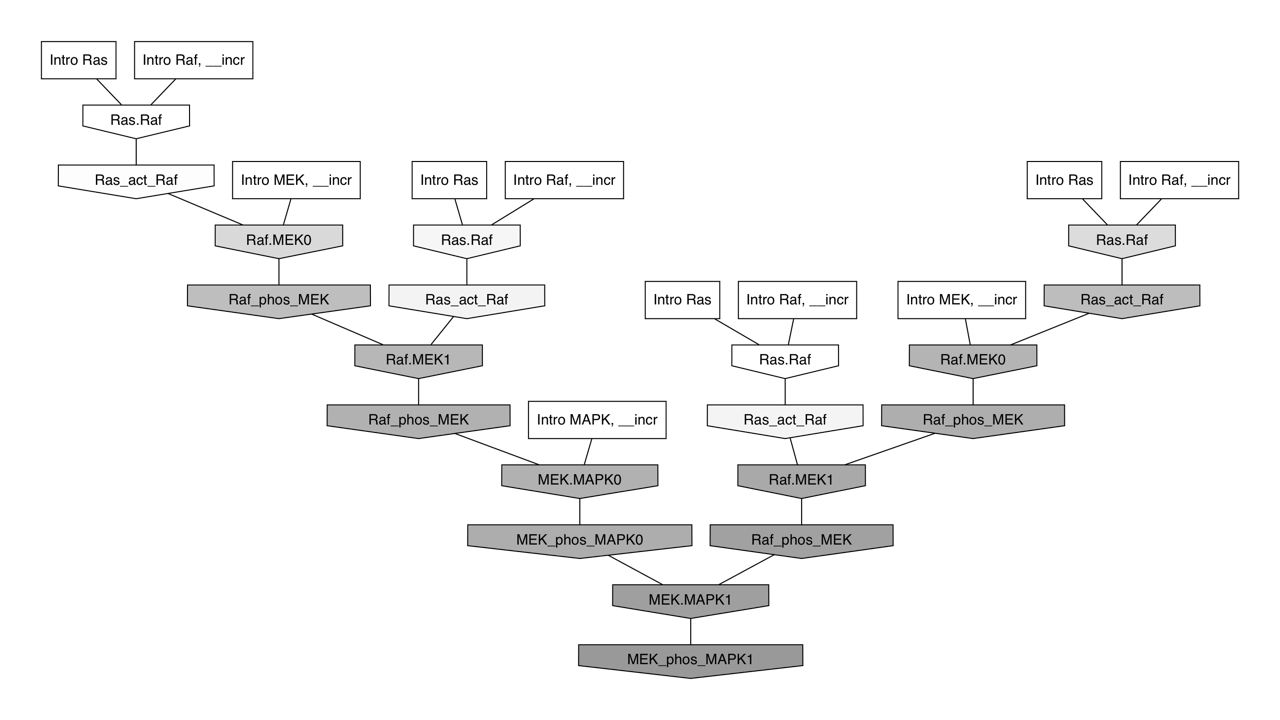 Intro Ras
Intro Raf, __incr
Ras.Raf
Ras_act_Raf
Intro MEK, __incr
Intro Ras
Intro Raf, __incr
Intro Ras
Intro Raf, __incr
Raf.MEK0
Ras.Raf
Ras.Raf
Raf_phos_MEK
Ras_act_Raf
Intro Ras
Intro Raf, __incr
Intro MEK, __incr
Ras_act_Raf
Raf.MEK1
Ras.Raf
Raf.MEK0
Raf_phos_MEK
Intro MAPK, __incr
Ras_act_Raf
Raf_phos_MEK
MEK.MAPK0
Raf.MEK1
MEK_phos_MAPK0
Raf_phos_MEK
MEK.MAPK1
MEK_phos_MAPK1